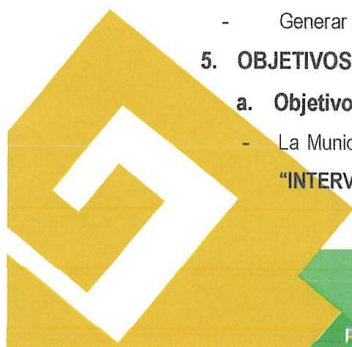 - Generar
5. OBJETIVOS
a. Objetivo
- La Munic
"INTERV
P